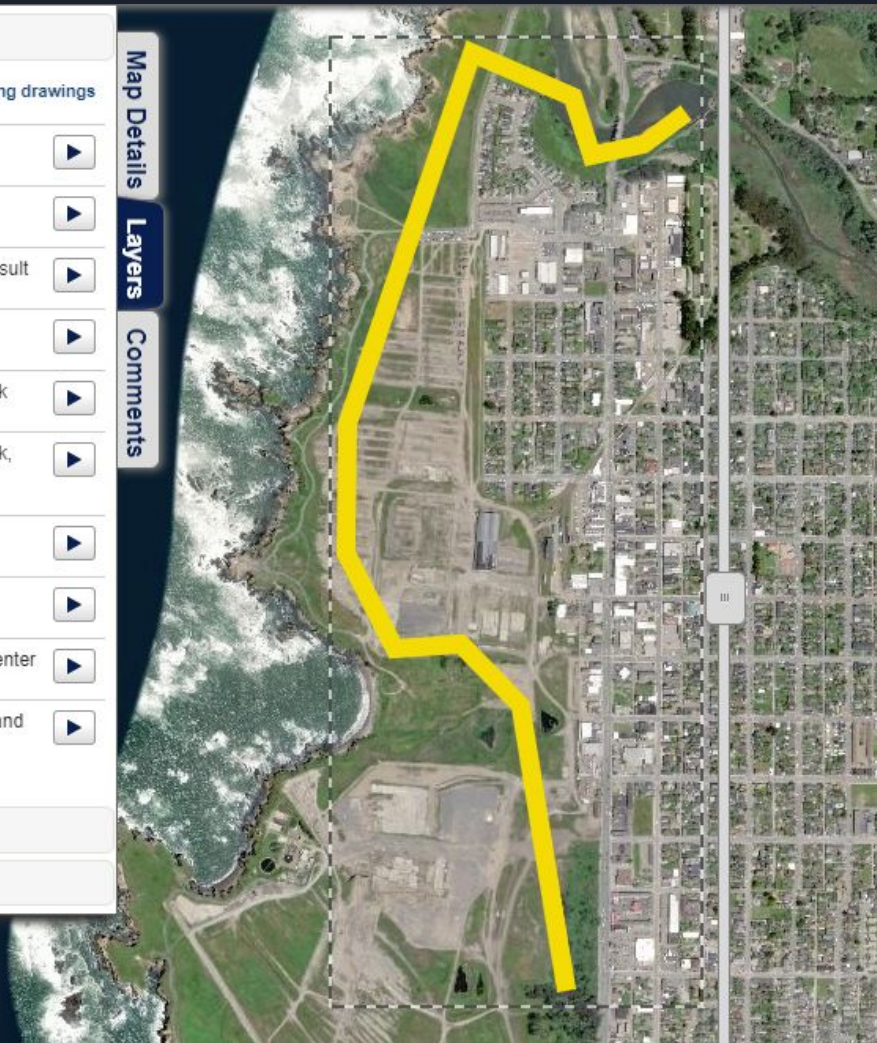 ng drawings
sult
k
k,
enter
and
Map Details
Layers
Comments